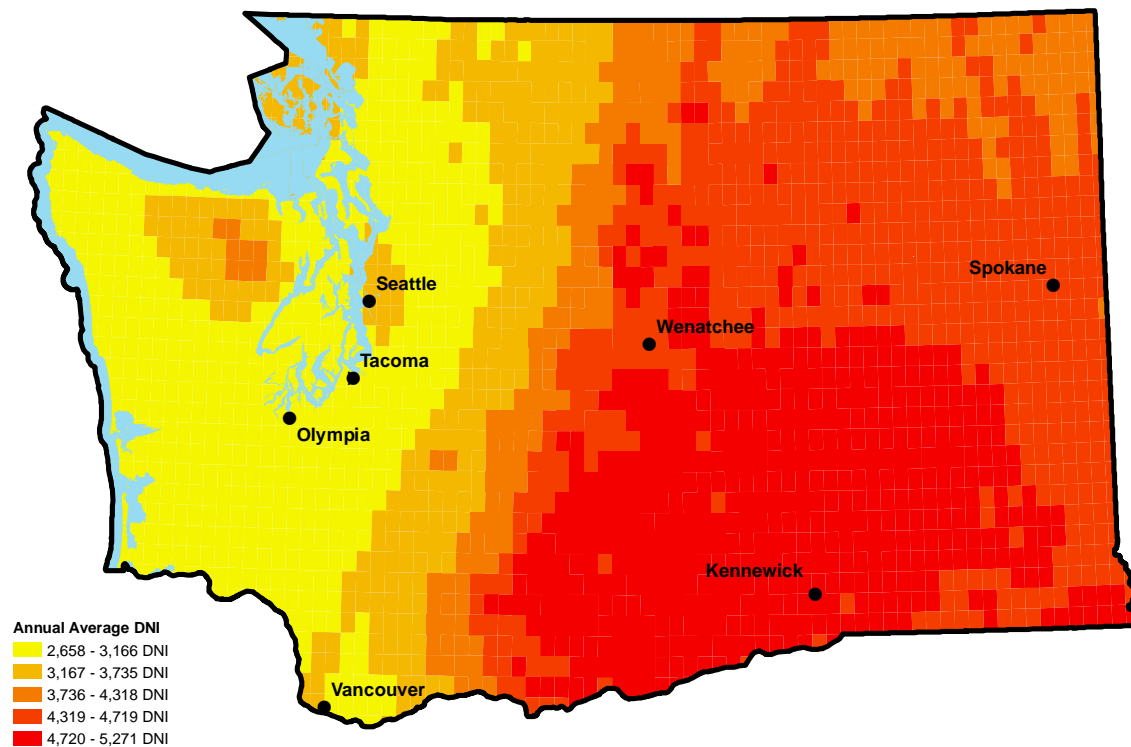 Seattle
Spokane
Wenatchee
Tacoma
Olympia
Kennewick
Vancouver
Annual Average DNI
2,658 - 3,166 DNI
3,167 - 3,735 DNI
3,736 - 4,318 DNI
4,319 - 4,719 DNI
4,720 - 5,271 DNI